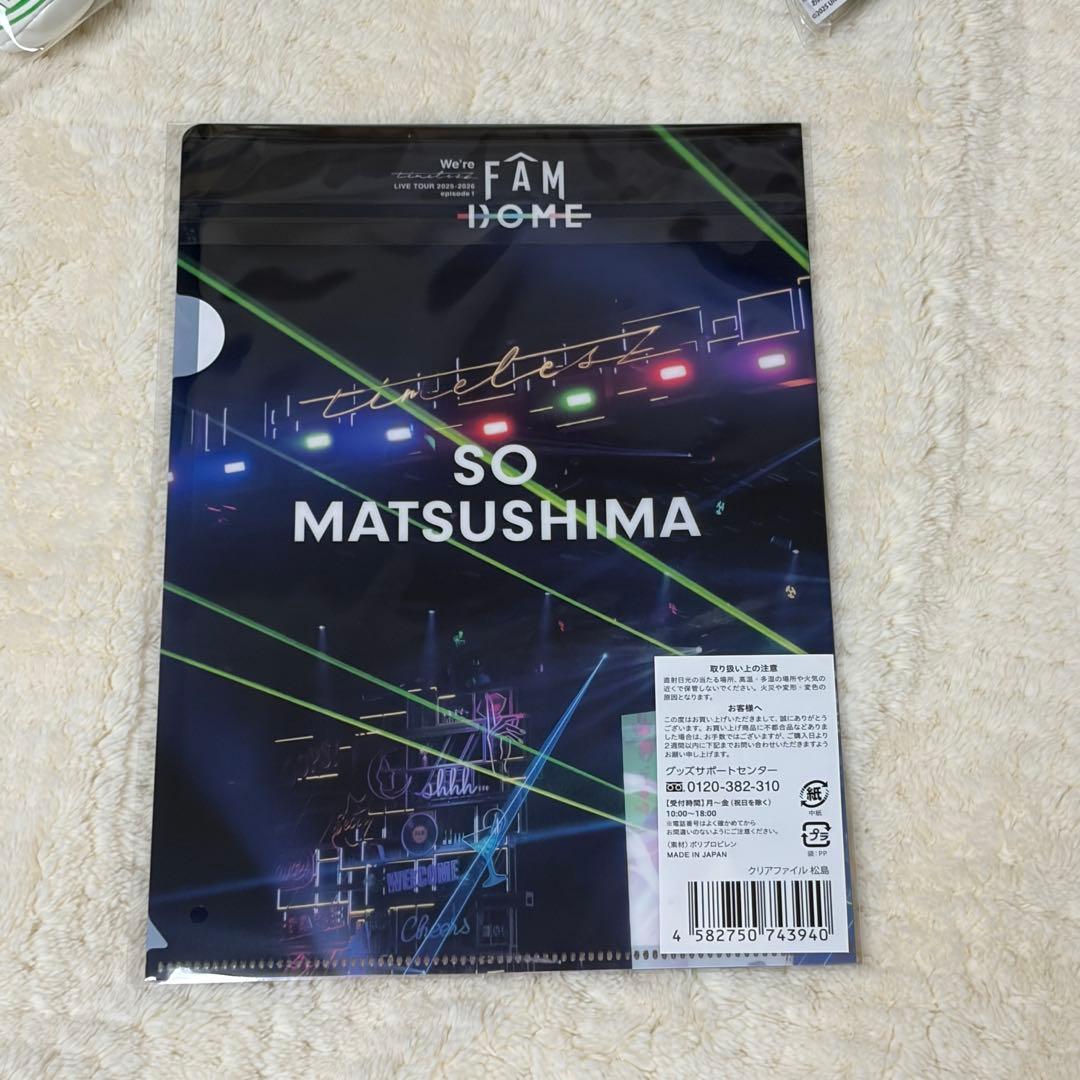 We're
timelesz
LIVE TOUR 2025-2026
episode 1
FAM
DOME
timelesz
SO
MATSUSHIMA
shhh...
WELCOME
Cheers
取り扱い上の注意
直射日光の当たる場所、高温・多湿の場所や火気の
近くで保管しないでください。火災や変形・変色の
原因となります。
お客様へ
この度はお買い上げいただきまして、誠にありがとう
ございます。お買い上げ商品に不都合品などありま
した場合は、お手数ではございますが、ご購入日より
2週間以内に下記までお問い合わせいただきますよう
お願い申し上げます。
グッズサポートセンター
0120-382-310
【受付時間】月~金(祝日を除く)
10:00~18:00
※電話番号はよく確かめてから
お間違いのないようにご注意ください。
〈素材〉ポリプロピレン
MADE IN JAPAN
紙
中紙
プラ
袋:PP
クリアファイル 松島
4 582750 743940